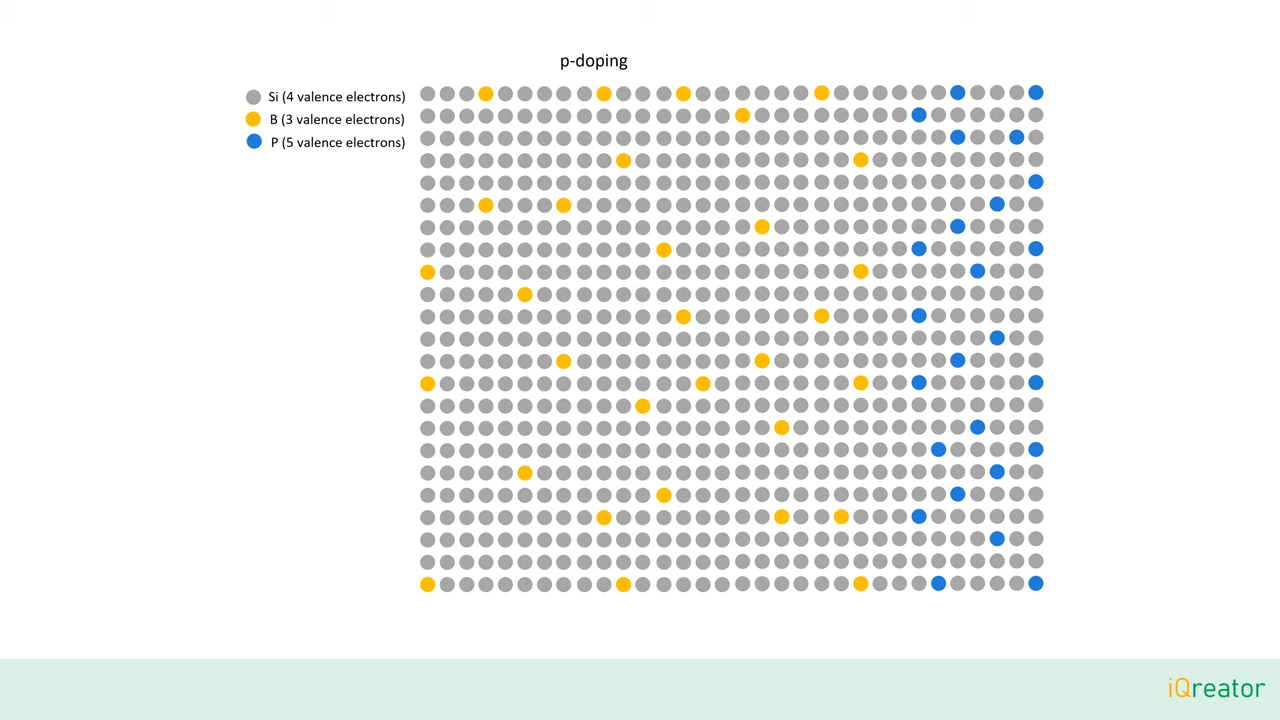 p-doping
Si (4 valence electrons)
B (3 valence electrons)
P (5 valence electrons)
iQreator